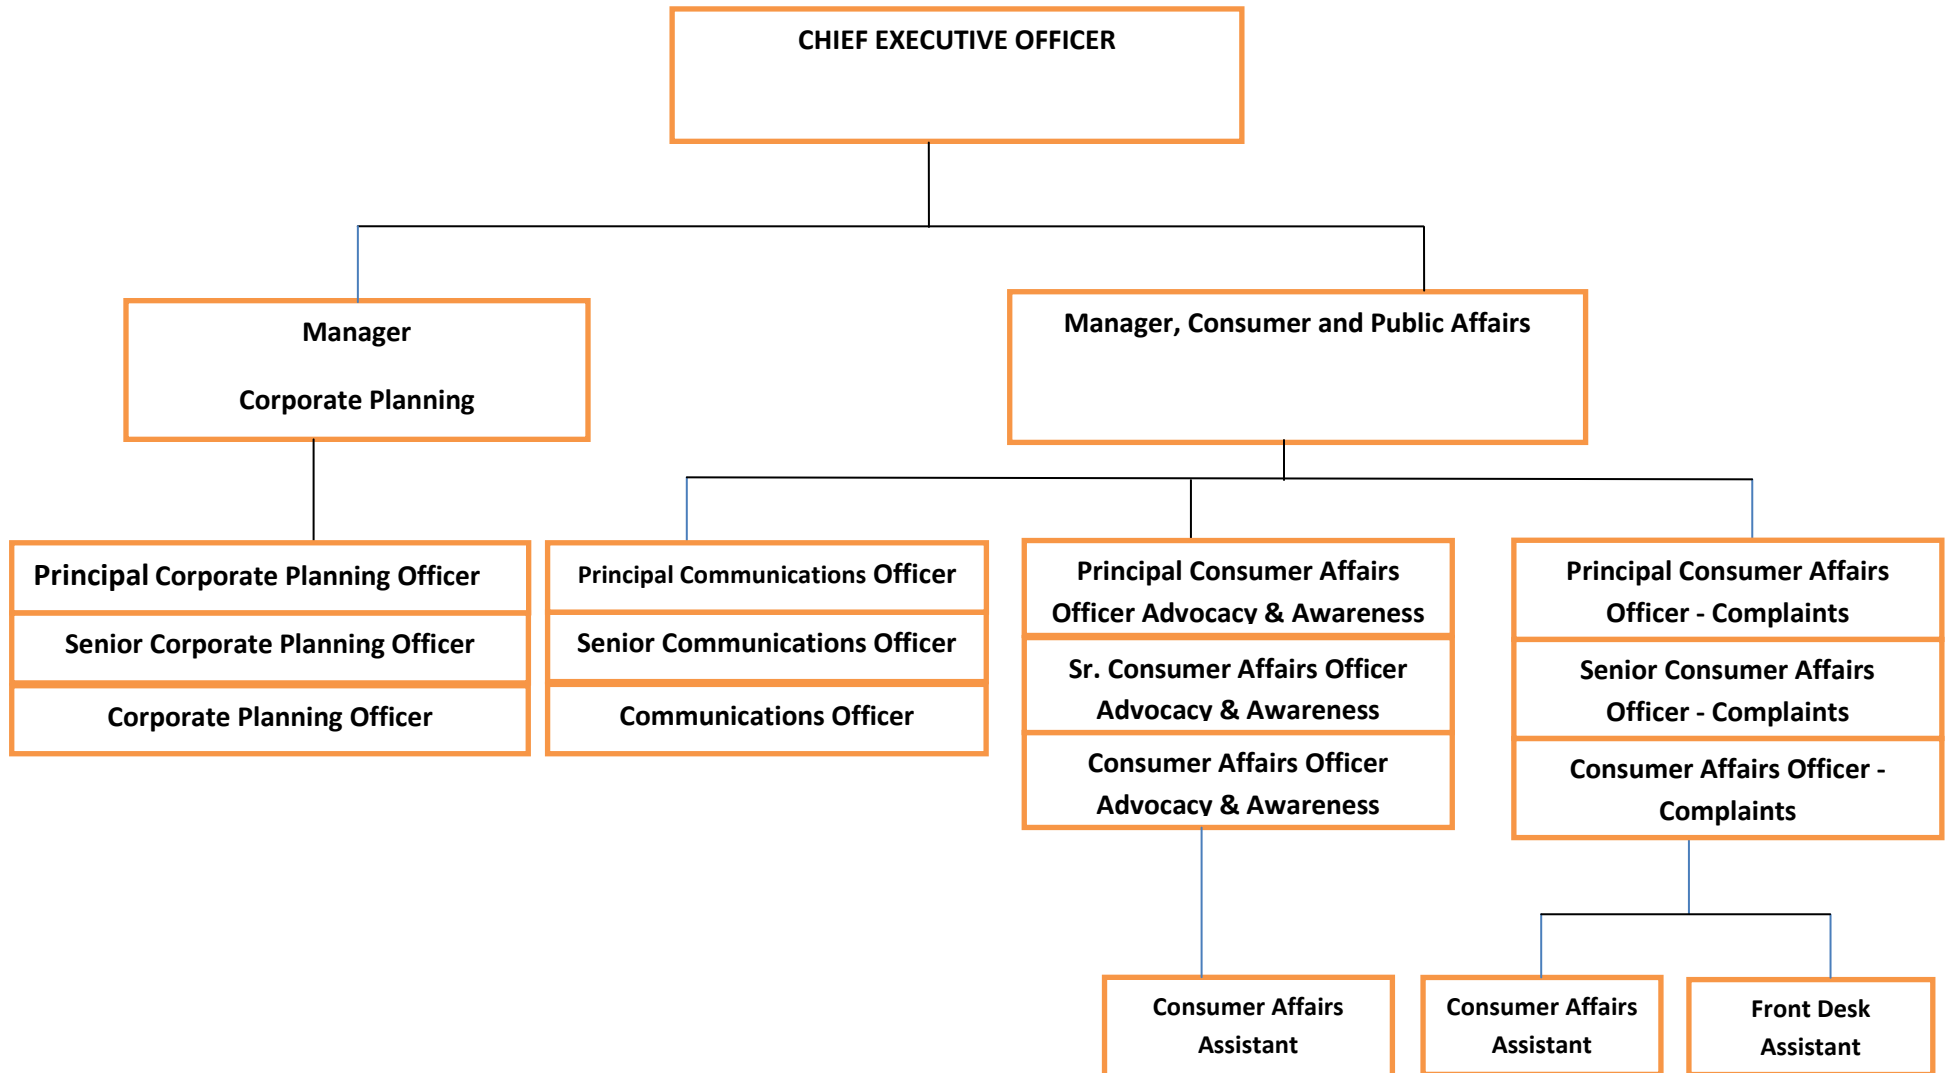 CHIEF EXECUTIVE OFFICER
Manager
Corporate Planning
Manager, Consumer and Public Affairs
Principal Corporate Planning Officer
Senior Corporate Planning Officer
Corporate Planning Officer
Principal Communications Officer
Senior Communications Officer
Communications Officer
Principal Consumer Affairs
Officer Advocacy & Awareness
Sr. Consumer Affairs Officer
Advocacy & Awareness
Consumer Affairs Officer
Advocacy & Awareness
Principal Consumer Affairs
Officer - Complaints
Senior Consumer Affairs
Officer - Complaints
Consumer Affairs Officer -
Complaints
Consumer Affairs
Assistant
Consumer Affairs
Assistant
Front Desk
Assistant